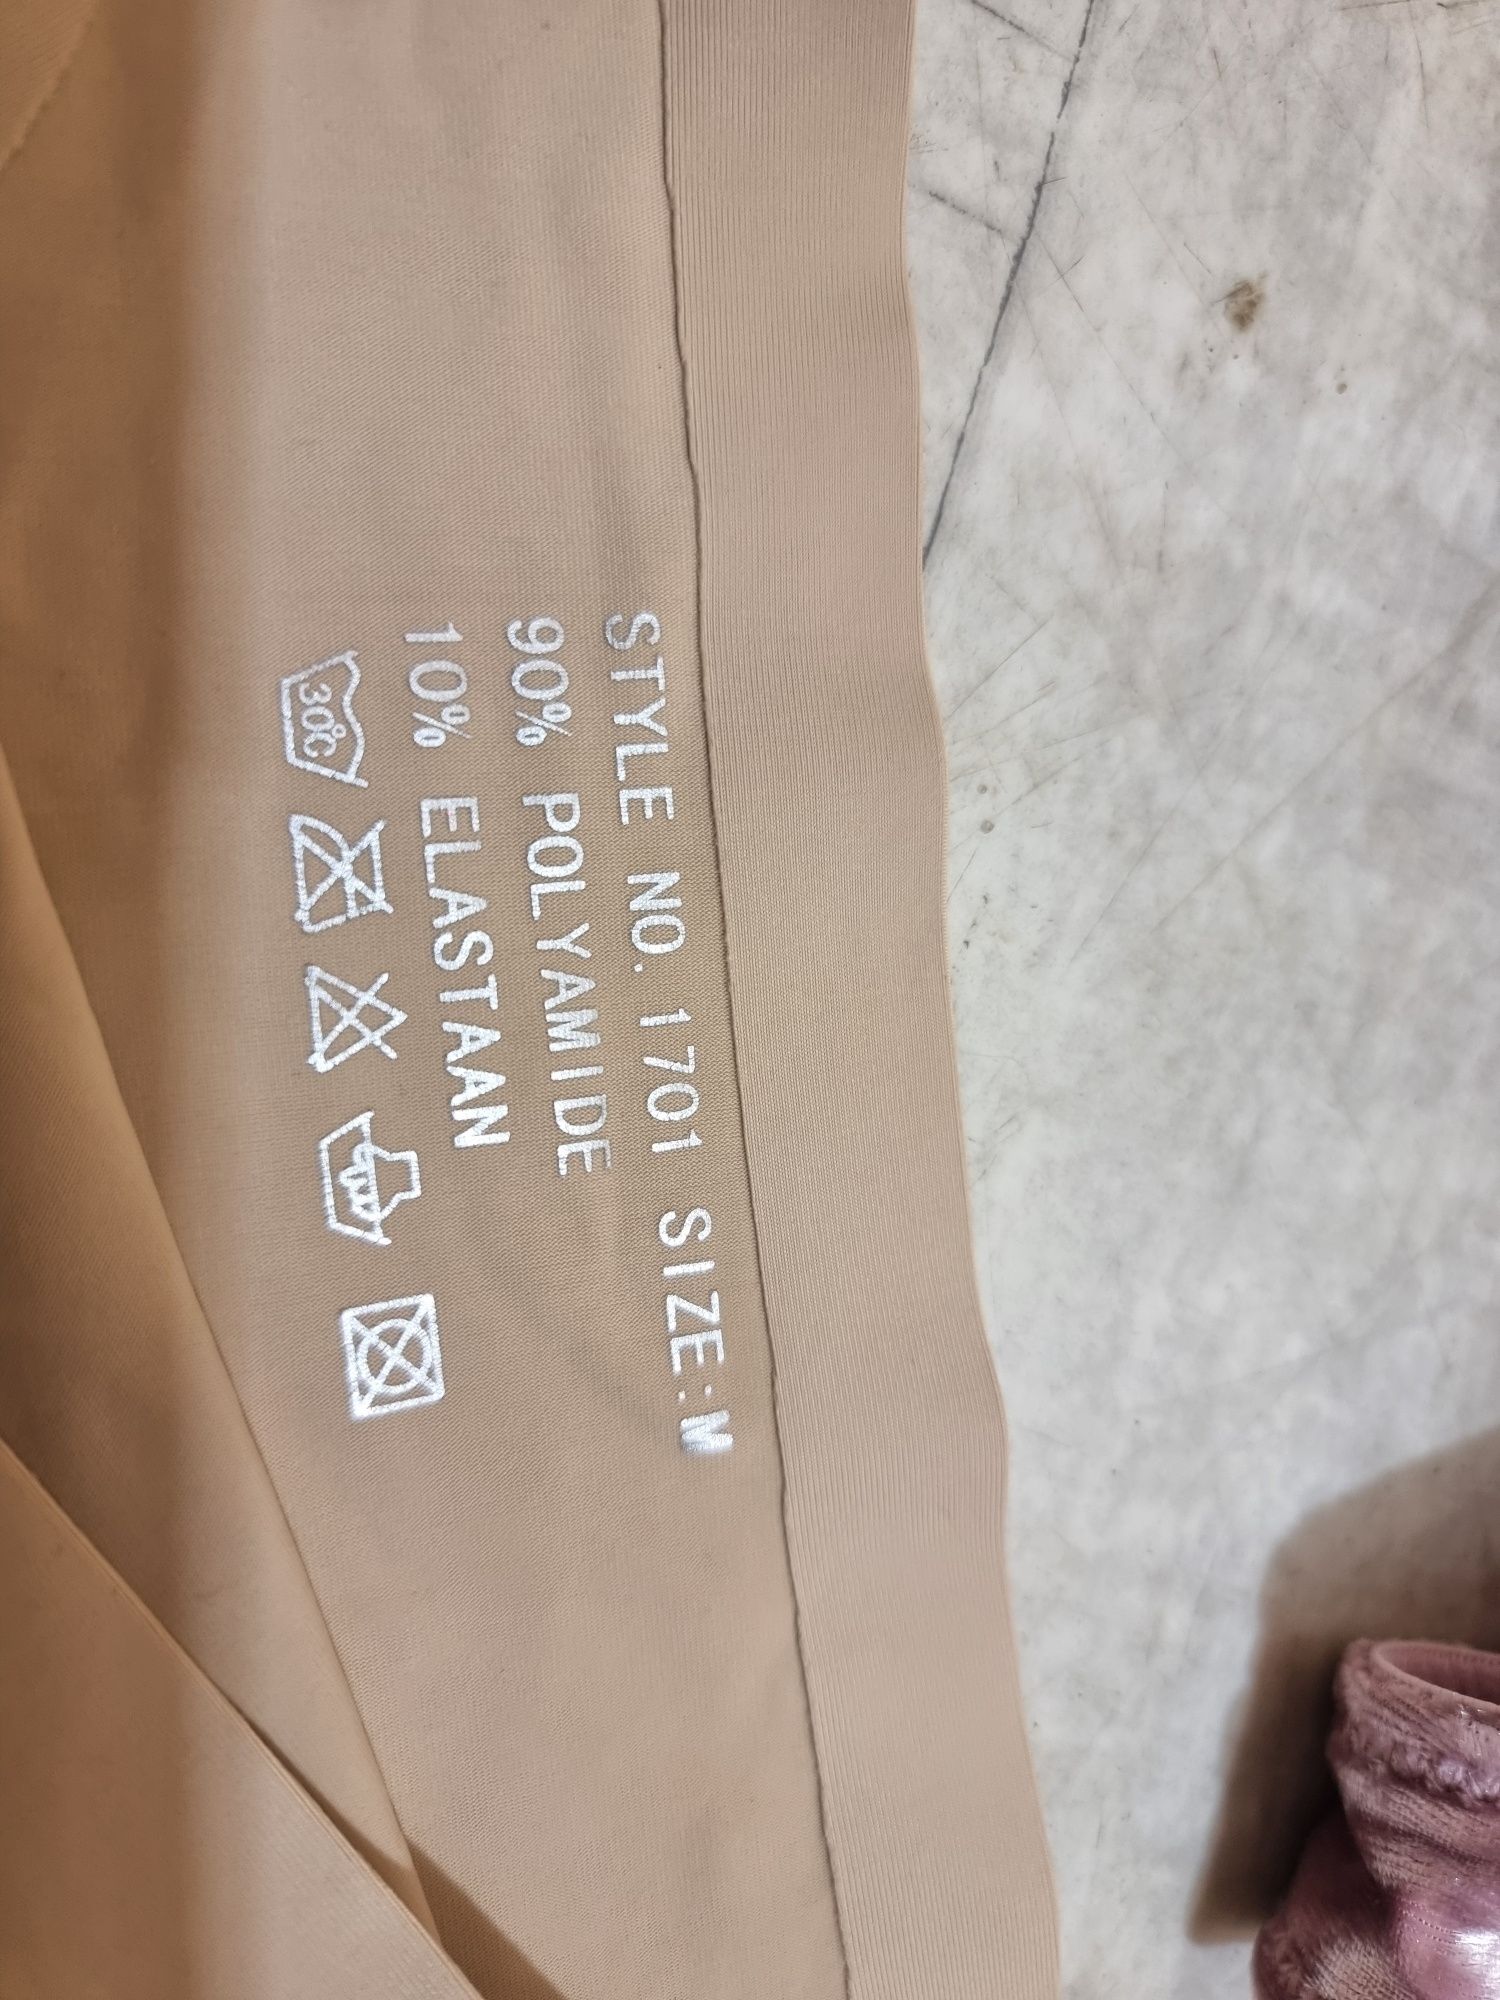 STYLE NO. 1701 SIZE:M
90% POLYAMIDE
10% ELASTAAN
30°C